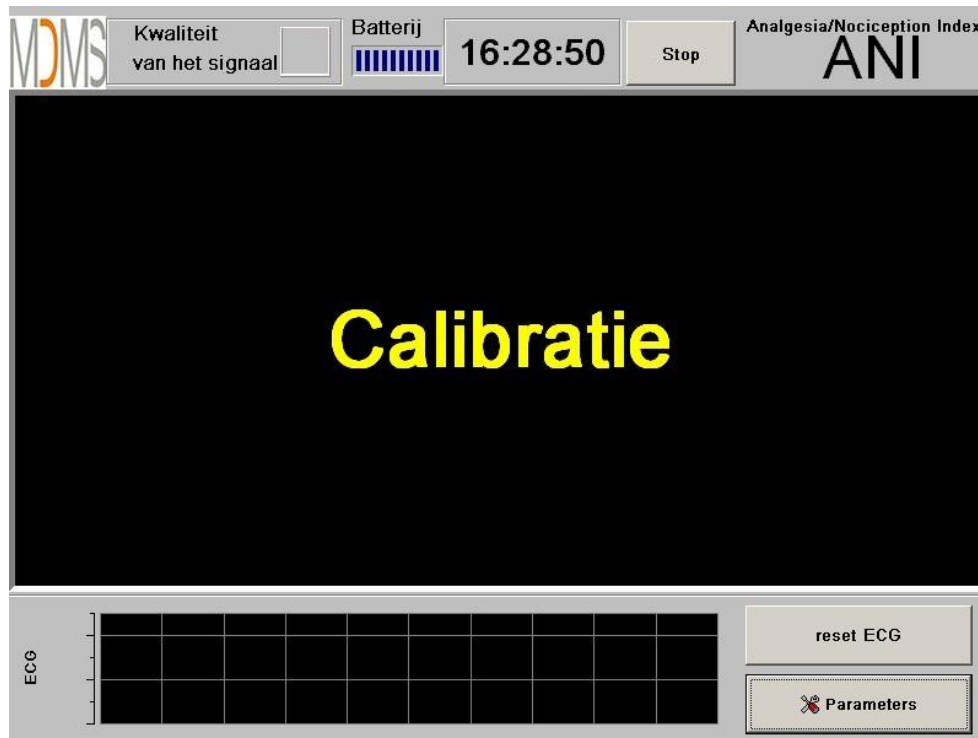 MDMS
Kwaliteit
van het signaal
Batterij
16:28:50
Stop
Analgesia/Nociception Index
ANI
Calibratie
ECG
reset ECG
Parameters